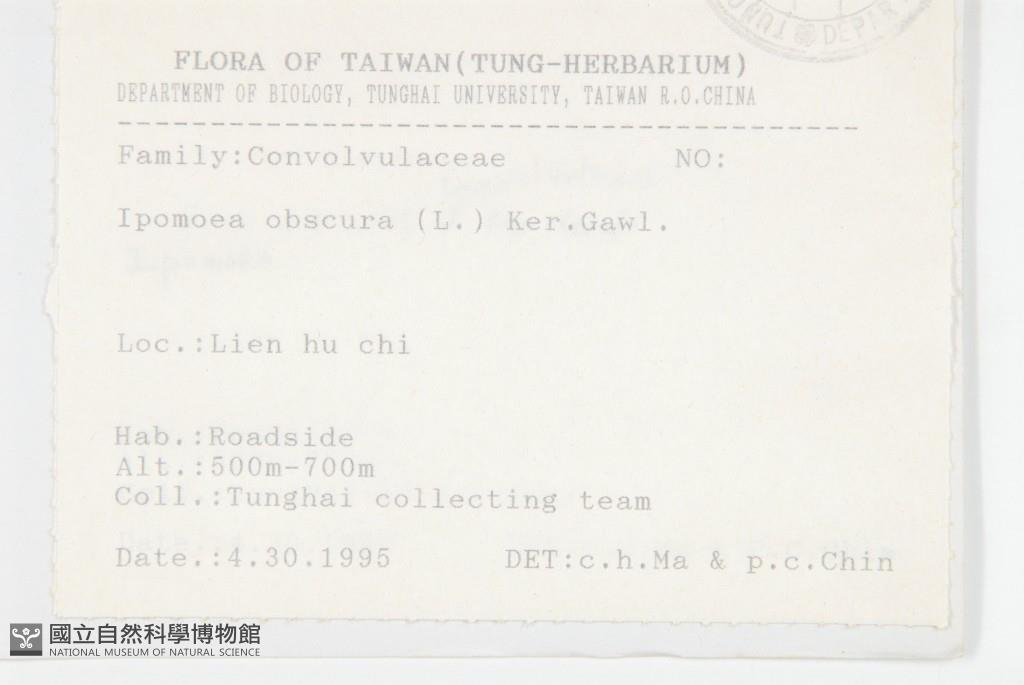 FLORA OF TAIWAN(TUNG-HERBARIUM)
DEPARTMENT OF BIOLOGY, TUNGHAI UNIVERSITY, TAIWAN R.O.CHINA
Family:Convolvulaceae NO:
Ipomoea obscura (L.) Ker.Gawl.
Loc.:Lien hu chi
Hab.:Roadside
Alt.:500m-700m
Coll.:Tunghai collecting team
Date.:4.30.1995 DET:c.h.Ma & p.c.Chin
國立自然科學博物館
NATIONAL MUSEUM OF NATURAL SCIENCE